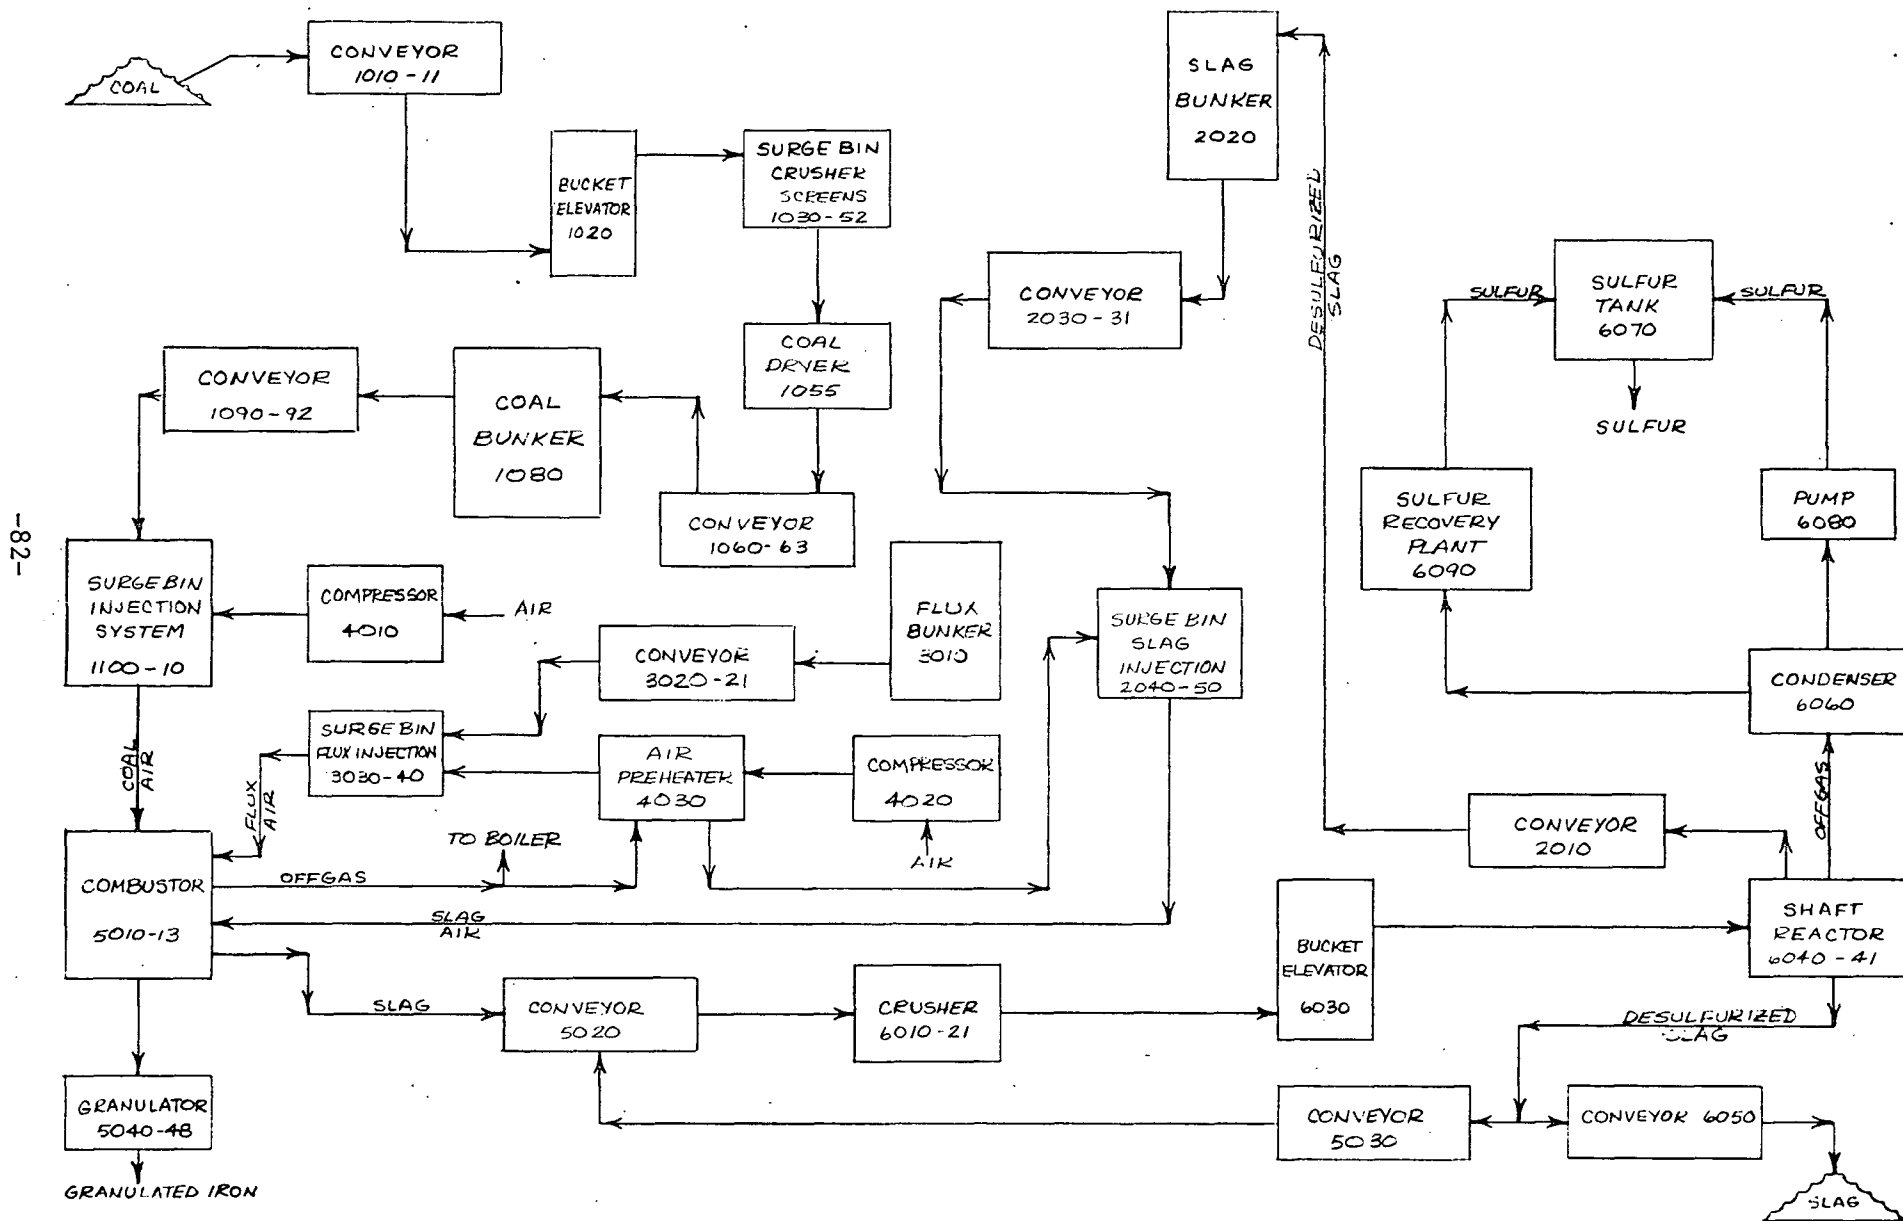 COAL
CONVEYOR
1010-11
BUCKET
ELEVATOR
1020
SURGE BIN
CRUSHER
SCREENS
1030-52
COAL
DRYER
1055
CONVEYOR
1060-63
COAL
BUNKER
1080
CONVEYOR
1090-92
SURGE BIN
INJECTION
SYSTEM
1100-10
COMPRESSOR
4010
AIR
COAL
AIR
SLAG
BUNKER
2020
CONVEYOR
2030-31
DESULFURIZED
SLAG
SURGE BIN
SLAG
INJECTION
2040-50
FLUX
BUNKER
3010
CONVEYOR
3020-21
SURGE BIN
FLUX INJECTION
3030-40
FLUX
AIR
AIR
PREHEATER
4030
COMPRESSOR
4020
AIR
TO BOILER
OFFGAS
COMBUSTOR
5010-13
SLAG
AIR
SLAG
CONVEYOR
5020
CRUSHER
6010-21
BUCKET
ELEVATOR
6030
GRANULATOR
5040-48
GRANULATED IRON
CONVEYOR
5030
CONVEYOR 6050
SLAG
DESULFURIZED
SLAG
SHAFT
REACTOR
6040-41
CONVEYOR
2010
OFFGAS
CONDENSER
6060
PUMP
6080
SULFUR
RECOVERY
PLANT
6090
SULFUR
SULFUR
TANK
6070
SULFUR
SULFUR
-82-